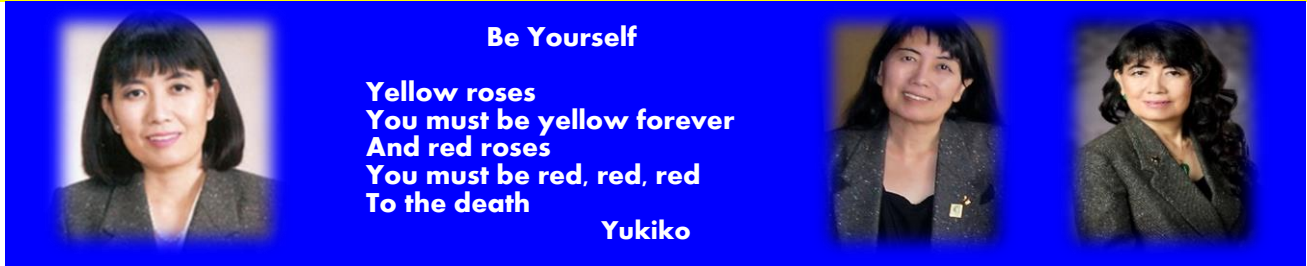 Be Yourself
Yellow roses
You must be yellow forever
And red roses
You must be red, red, red
To the death
Yukiko